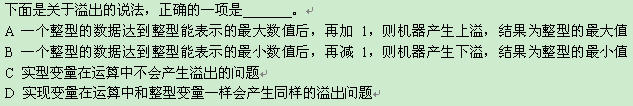 下面是关于溢出的说法，正确的一项是______。
A 一个整型的数据达到整型能表示的最大数值后，再加 1，则机器产生上溢，结果为整型的最大值
B 一个整型的数据达到整型能表示的最小数值后，再减 1，则机器产生下溢，结果为整型的最小值
C 实型变量在运算中不会产生溢出的问题
D 实现变量在运算中和整型变量一样会产生同样的溢出问题